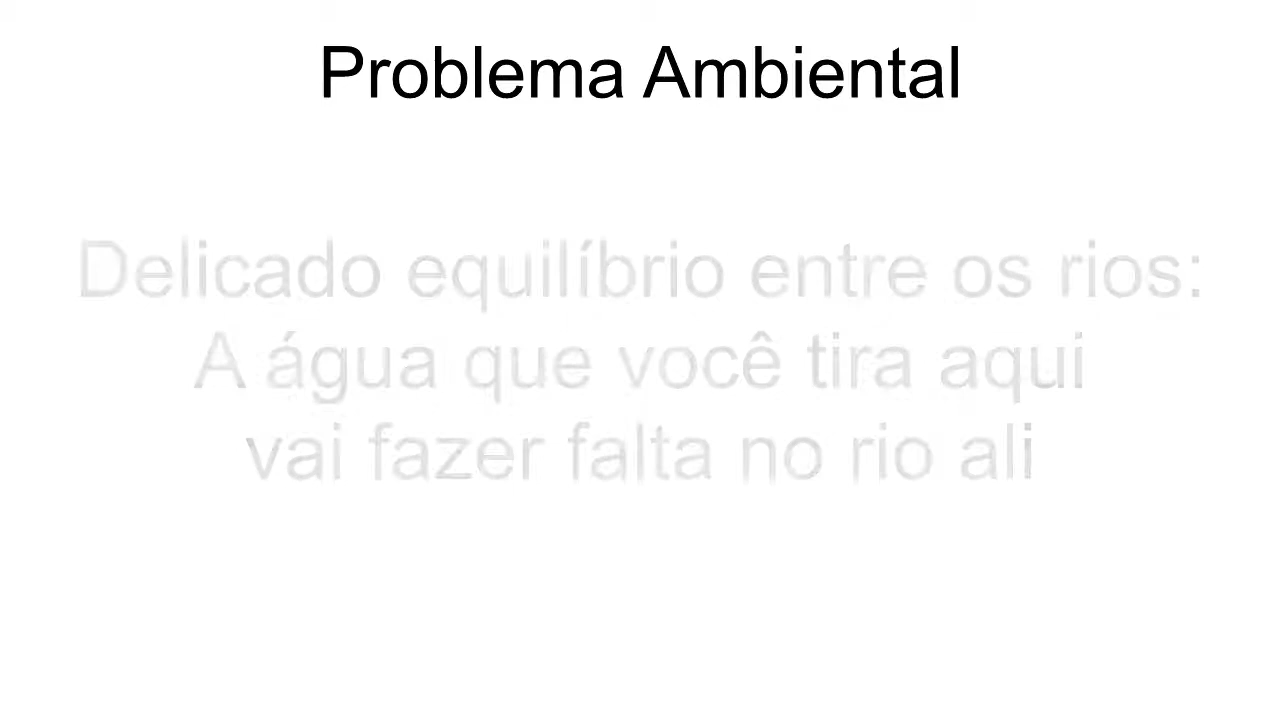 Problema Ambiental
Delicado equilíbrio entre os rios:
A água que você tira aqui
vai fazer falta no rio ali